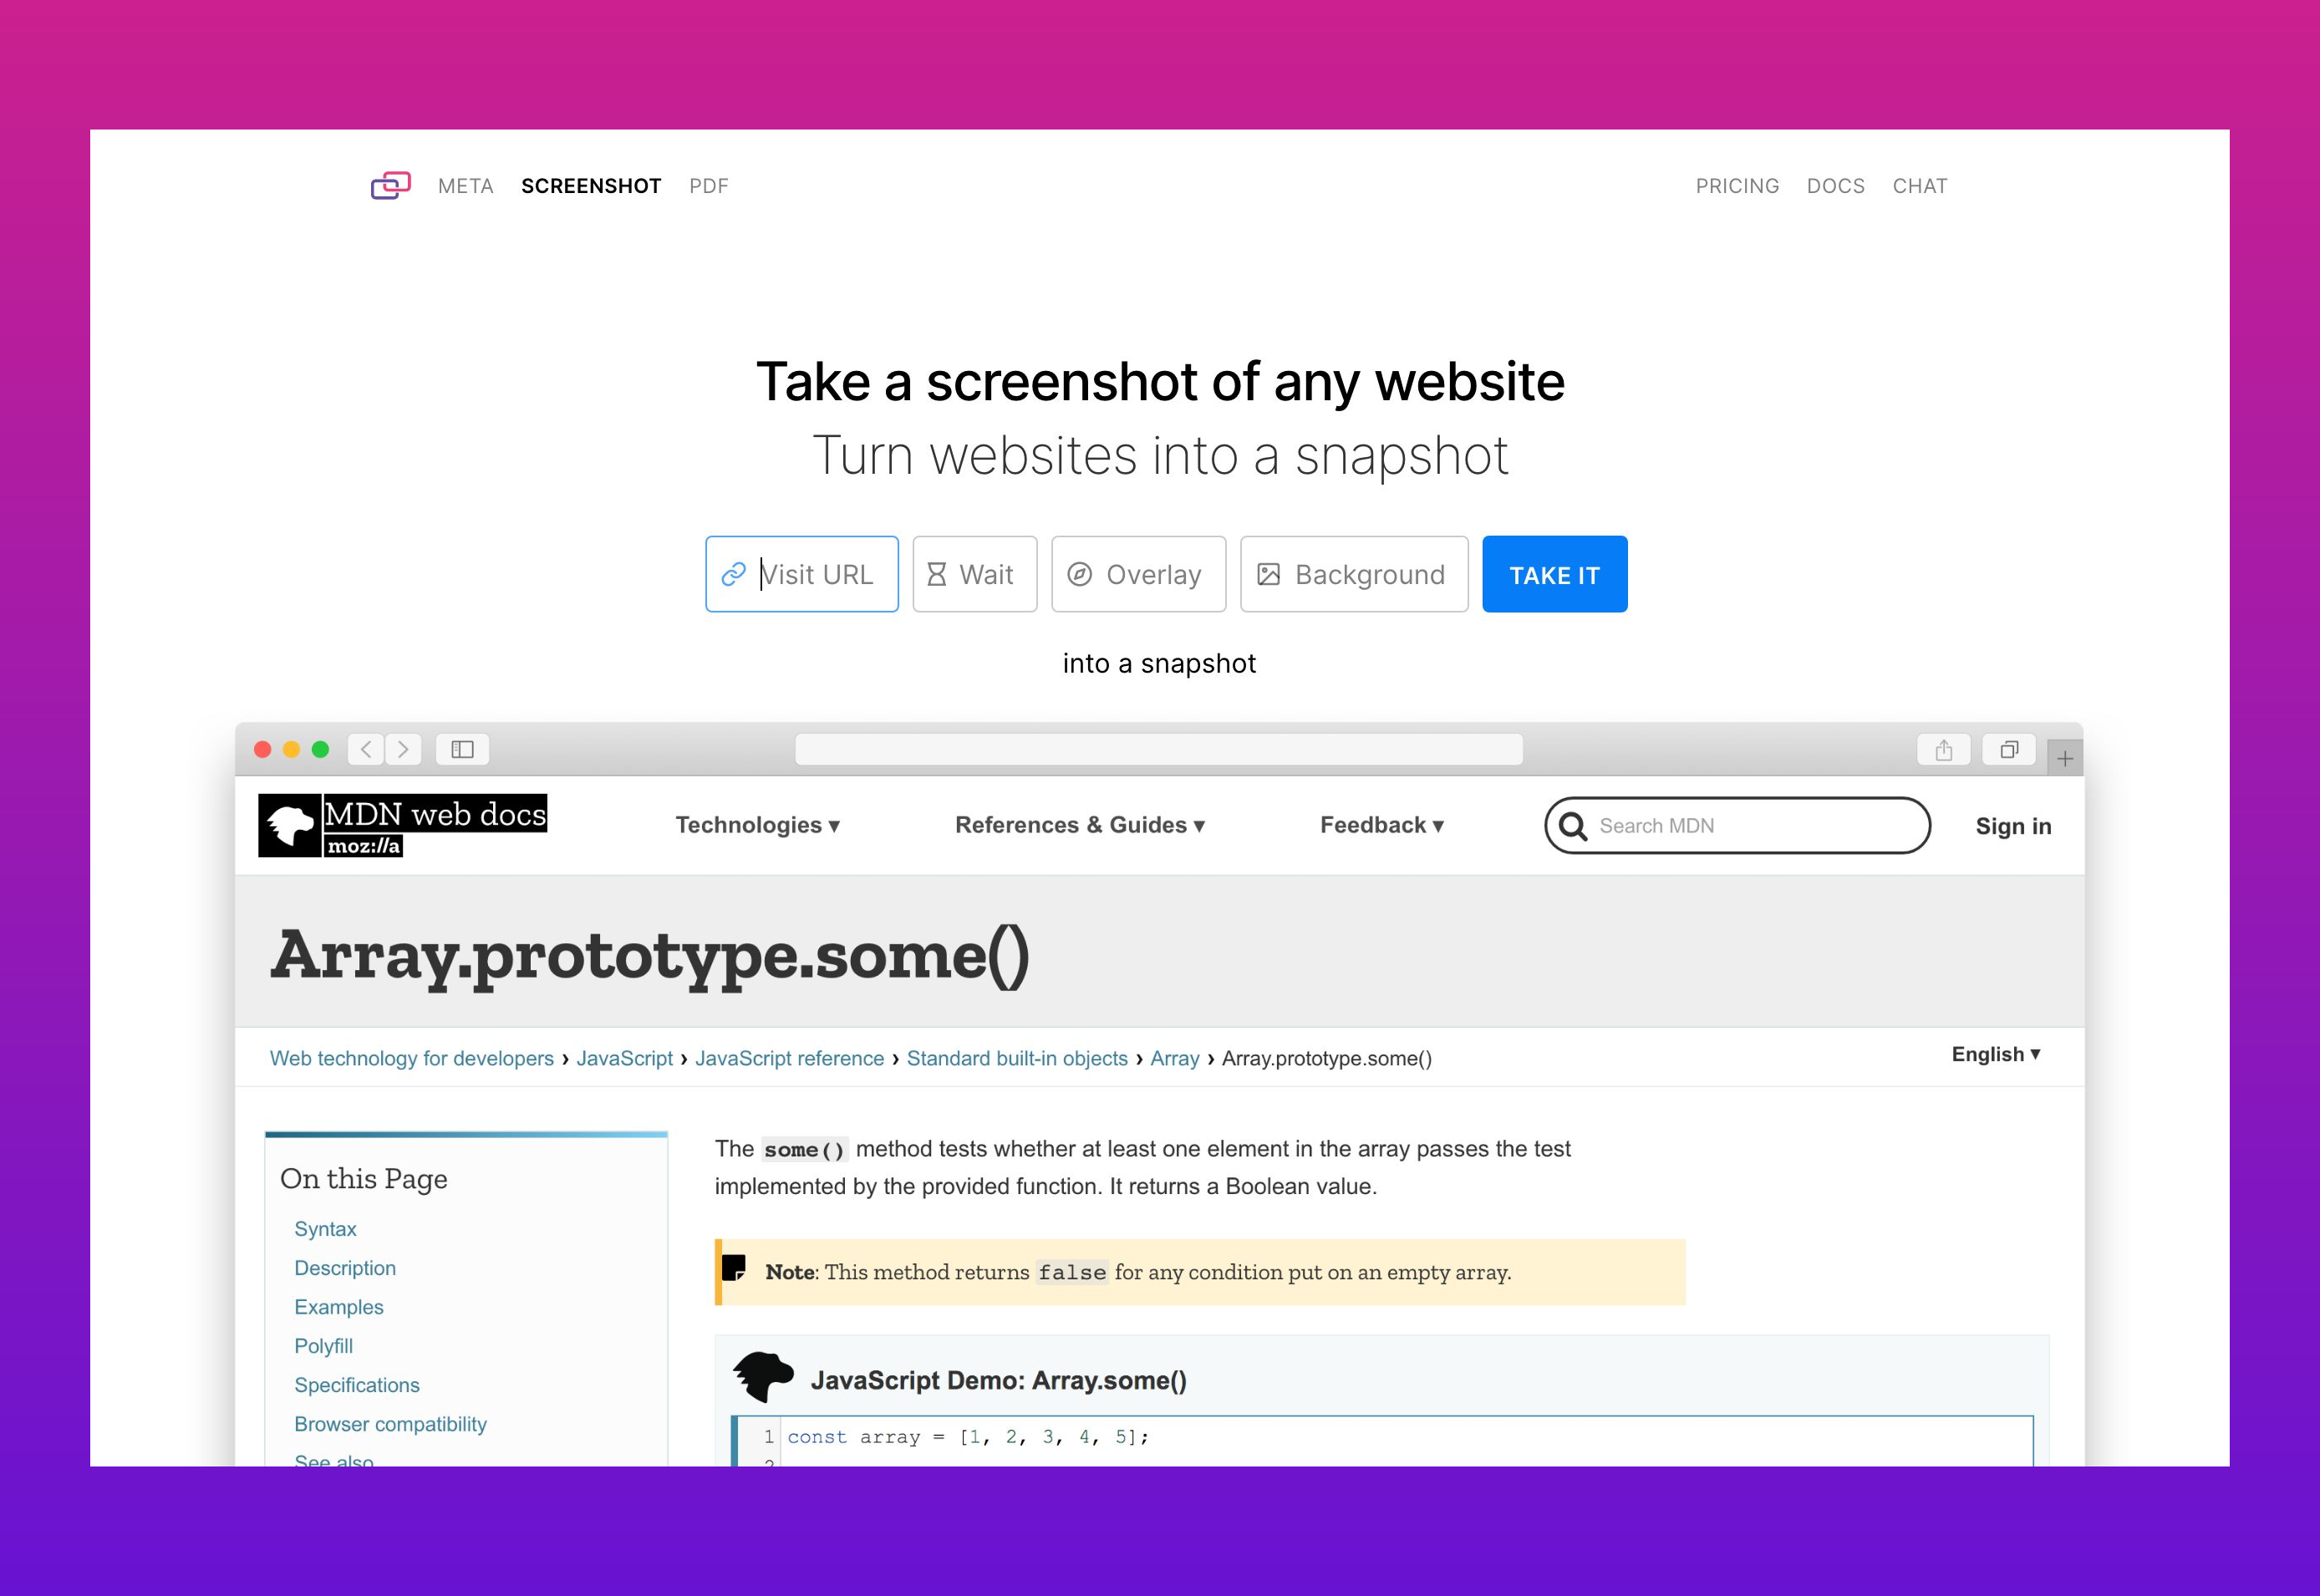 META SCREENSHOT PDF PRICING DOCS CHAT
Take a screenshot of any website
Turn websites into a snapshot
Visit URL Wait Overlay Background TAKE IT
into a snapshot
MDN web docs
moz://a
Technologies ▾ References & Guides ▾ Feedback ▾ Search MDN Sign in
Array.prototype.some()
Web technology for developers › JavaScript › JavaScript reference › Standard built-in objects › Array › Array.prototype.some() English ▾
On this Page
Syntax
Description
Examples
Polyfill
Specifications
Browser compatibility
See also
The some() method tests whether at least one element in the array passes the test
implemented by the provided function. It returns a Boolean value.
Note: This method returns false for any condition put on an empty array.
JavaScript Demo: Array.some()
1 const array = [1, 2, 3, 4, 5];
2